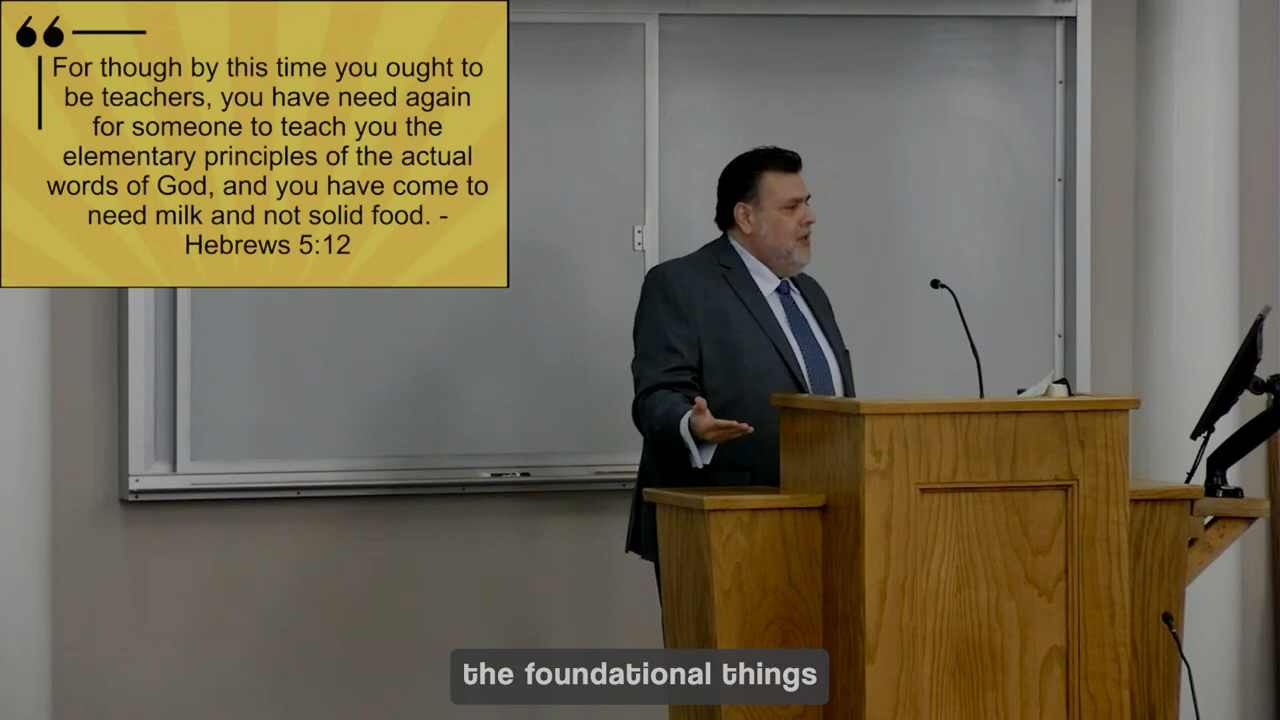 For though by this time you ought to
be teachers, you have need again
for someone to teach you the
elementary principles of the actual
words of God, and you have come to
need milk and not solid food. -
Hebrews 5:12
the foundational things